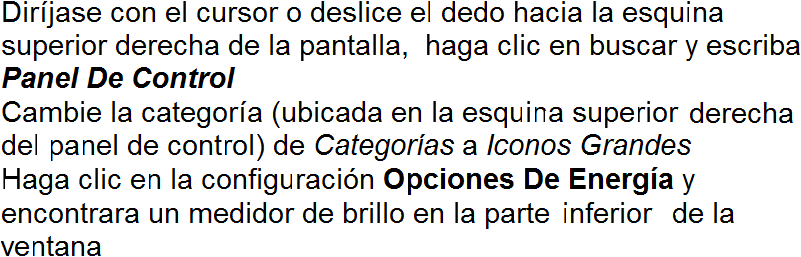 Diríjase con el cursor o deslice el dedo hacia la esquina
superior derecha de la pantalla, haga clic en buscar y escriba
Panel De Control
Cambie la categoría (ubicada en la esquina superior derecha
del panel de control) de Categorías a Iconos Grandes
Haga clic en la configuración Opciones De Energía y
encontrara un medidor de brillo en la parte inferior de la
ventana